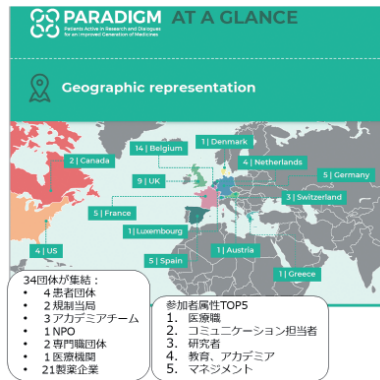 PARADIGM AT A GLANCE
Patients Active in Research and Dialogues
for an Improved Generation of Medicines
Geographic representation
1 | Denmark
14 | Belgium
2 | Canada
4 | Netherlands
9 | UK
5 | Germany
3 | Switzerland
5 | France
1 | Luxembourg
4 | US
1 | Austria
5 | Spain
1 | Greece
34団体が集結：
• 4患者団体
• 2規制当局
• 3アカデミアチーム
• 1NPO
• 2専門職団体
• 1医療機関
• 21製薬企業
参加者属性TOP5
1. 医療職
2. コミュニケーション担当者
3. 研究者
4. 教育、アカデミア
5. マネジメント